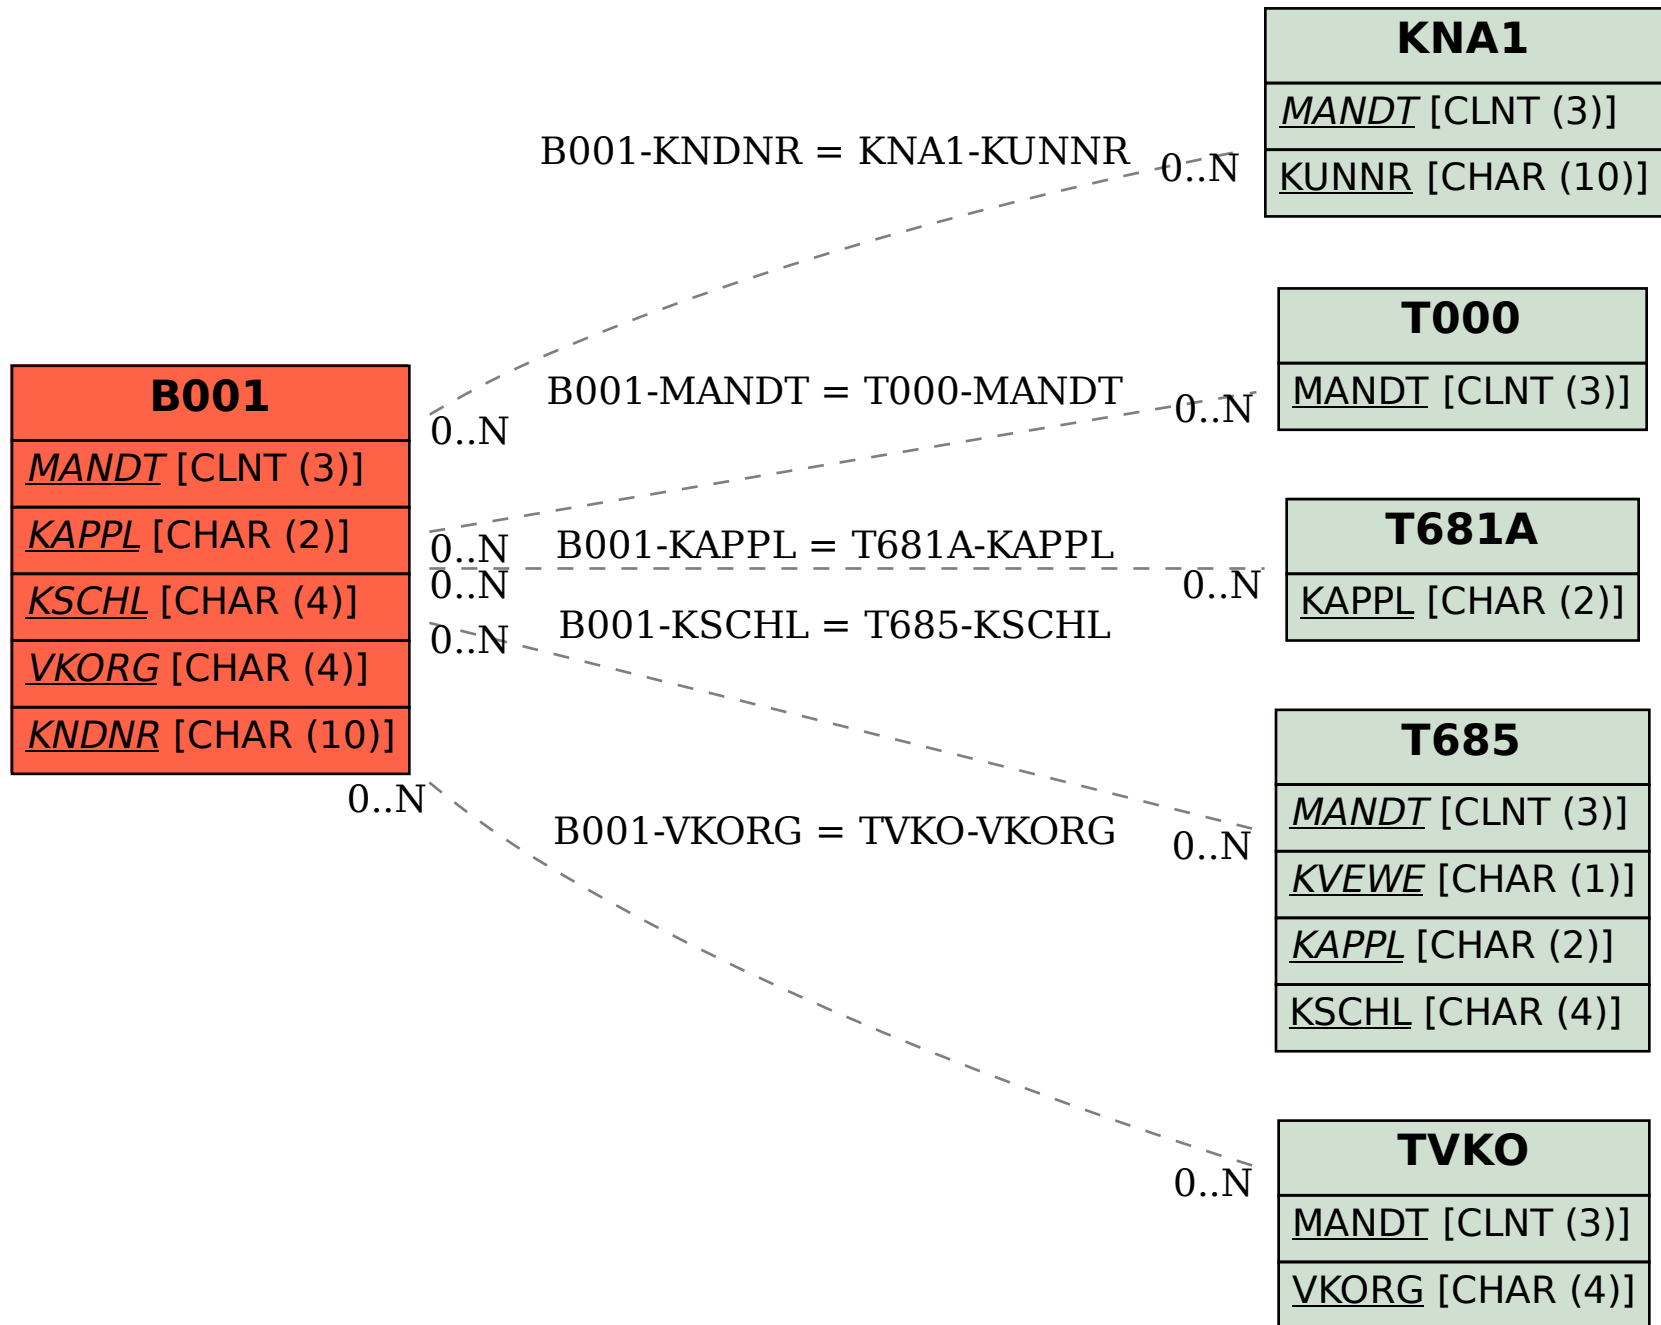 KNA1
MANDT [CLNT (3)]
KUNNR [CHAR (10)]
B001-KNDNR = KNA1-KUNNR
0..N
0..N
T000
MANDT [CLNT (3)]
B001-MANDT = T000-MANDT
0..N
0..N
B001
MANDT [CLNT (3)]
KAPPL [CHAR (2)]
KSCHL [CHAR (4)]
VKORG [CHAR (4)]
KNDNR [CHAR (10)]
T681A
KAPPL [CHAR (2)]
B001-KAPPL = T681A-KAPPL
0..N
0..N
B001-KSCHL = T685-KSCHL
0..N
0..N
T685
MANDT [CLNT (3)]
KVEWE [CHAR (1)]
KAPPL [CHAR (2)]
KSCHL [CHAR (4)]
B001-VKORG = TVKO-VKORG
0..N
0..N
TVKO
MANDT [CLNT (3)]
VKORG [CHAR (4)]